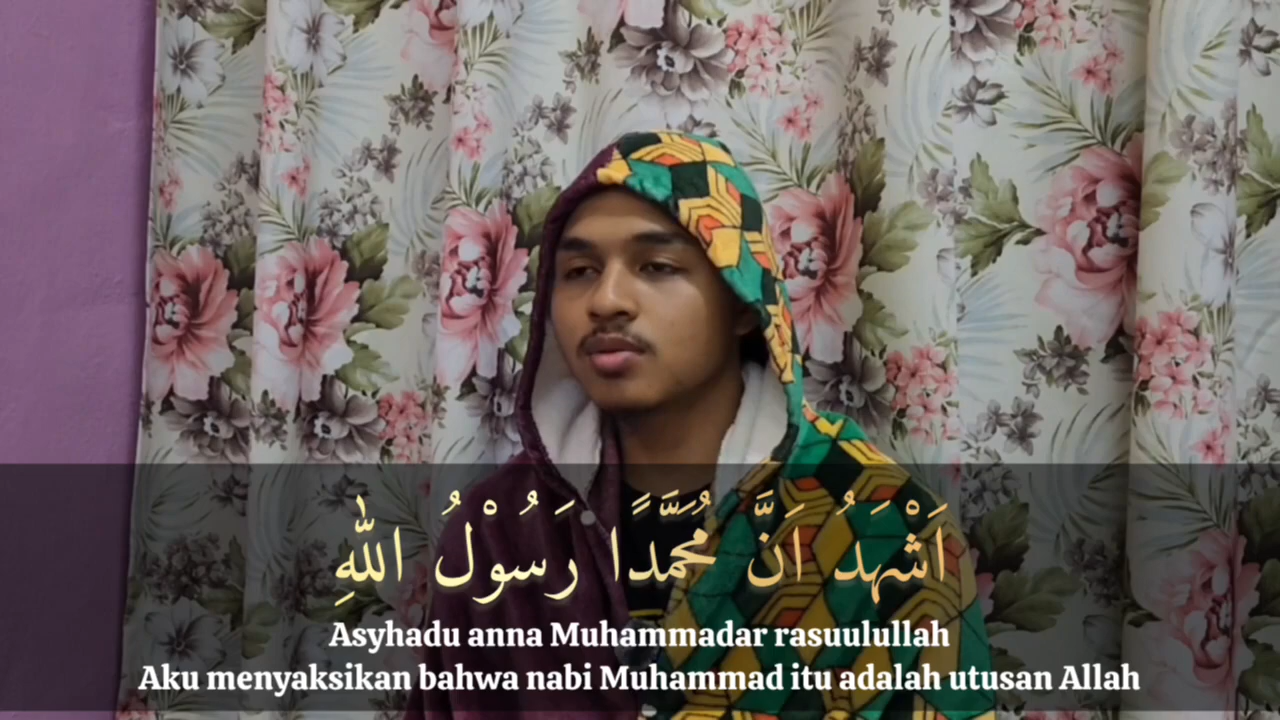 اَشْهَدُ اَنَّ مُحَمَّدًا رَسُوْلُ اللّٰهِ
Asyhadu anna Muhammadar rasuulullah
Aku menyaksikan bahwa nabi Muhammad itu adalah utusan Allah